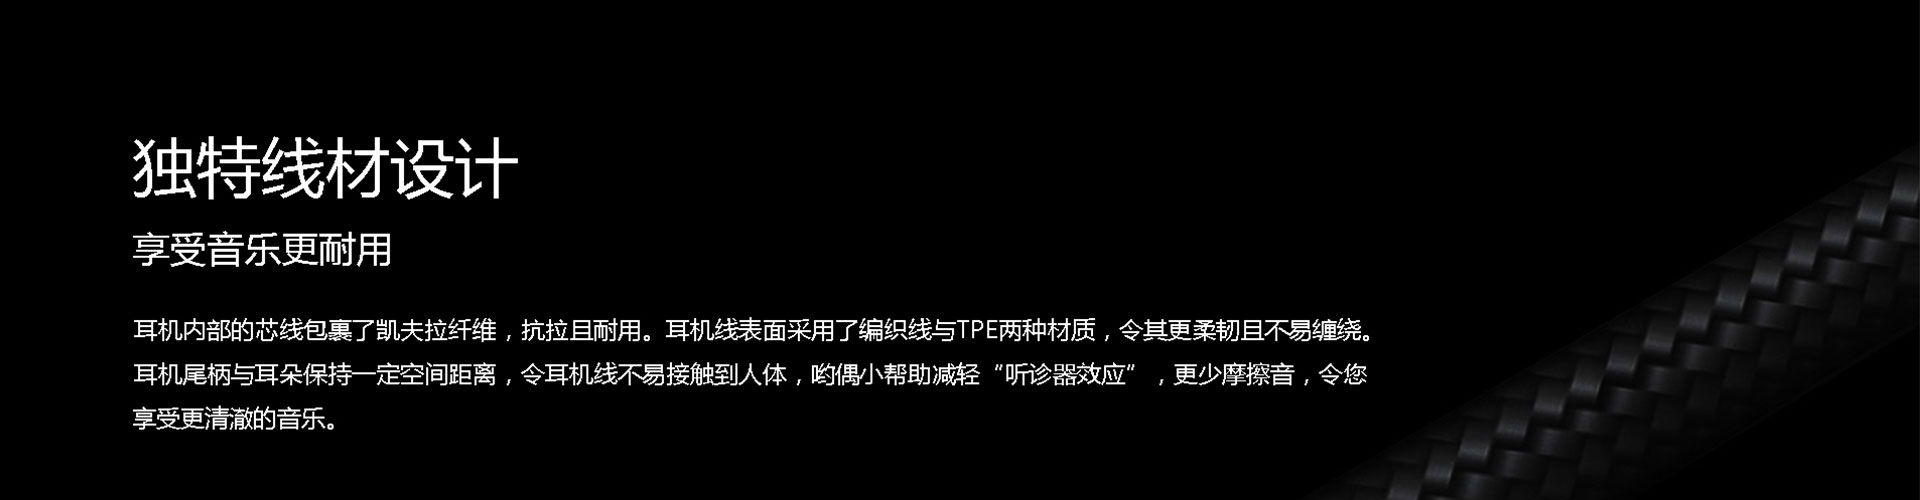 独特线材设计
享受音乐更耐用
耳机内部的芯线包裹了凯夫拉纤维，抗拉且耐用。耳机线表面采用了编织线与TPE两种材质，令其更柔韧且不易缠绕。
耳机尾柄与耳朵保持一定空间距离，令耳机线不易接触到人体，哟偶小帮助减轻“听诊器效应”，更少摩擦音，令您
享受更清澈的音乐。